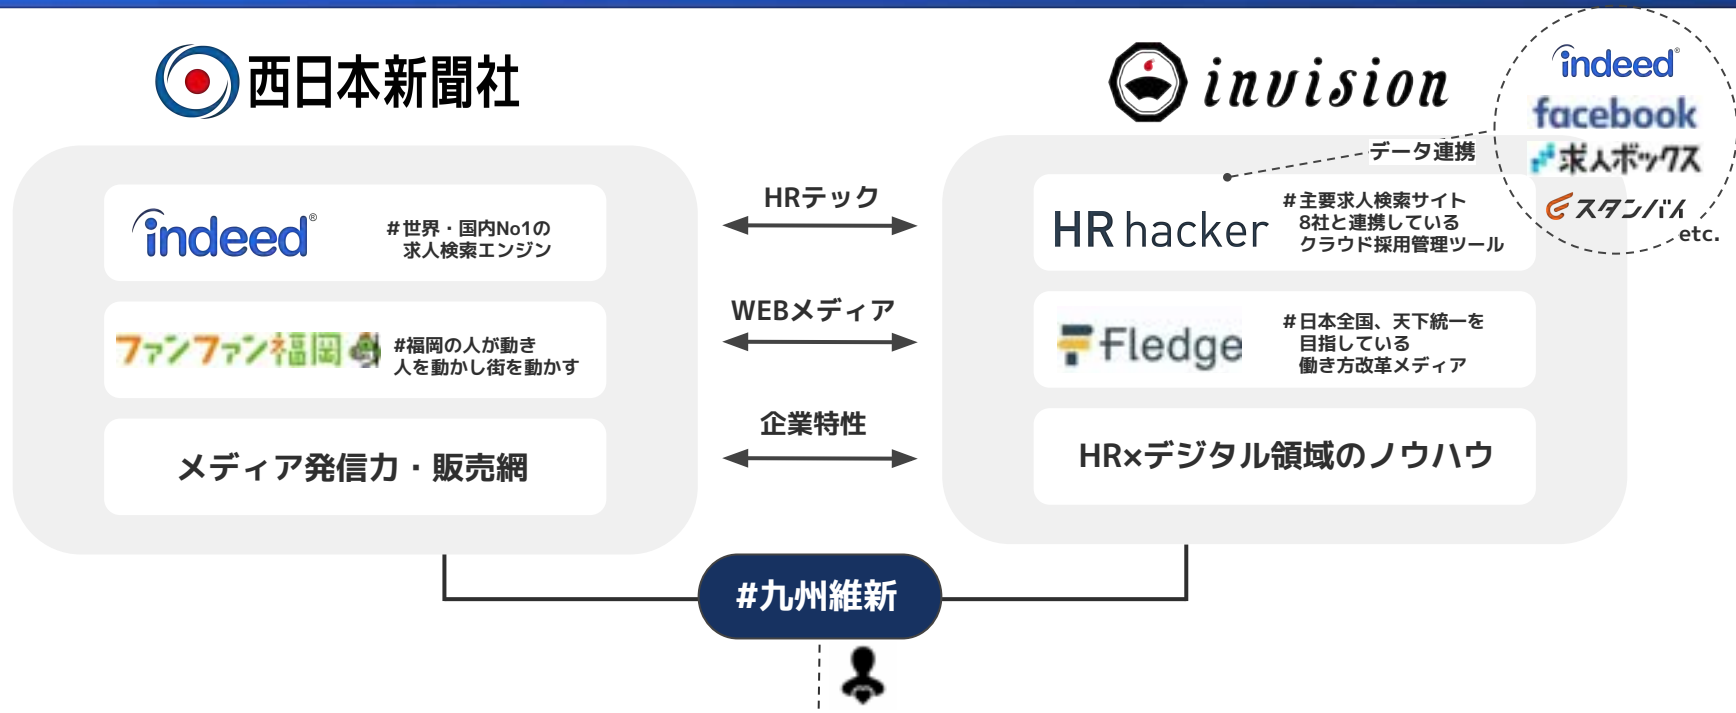 西日本新聞社
indeed®
#世界・国内No1の
求人検索エンジン
ファンファン福岡
#福岡の人が動き
人を動かし街を動かす
メディア発信力・販売網
HRテック
WEBメディア
企業特性
invision
データ連携
indeed®
facebook
求人ボックス
スタンバイ
etc.
HR hacker
#主要求人検索サイト
8社と連携している
クラウド採用管理ツール
Fledge
#日本全国、天下統一を
目指している
働き方改革メディア
HR×デジタル領域のノウハウ
#九州維新